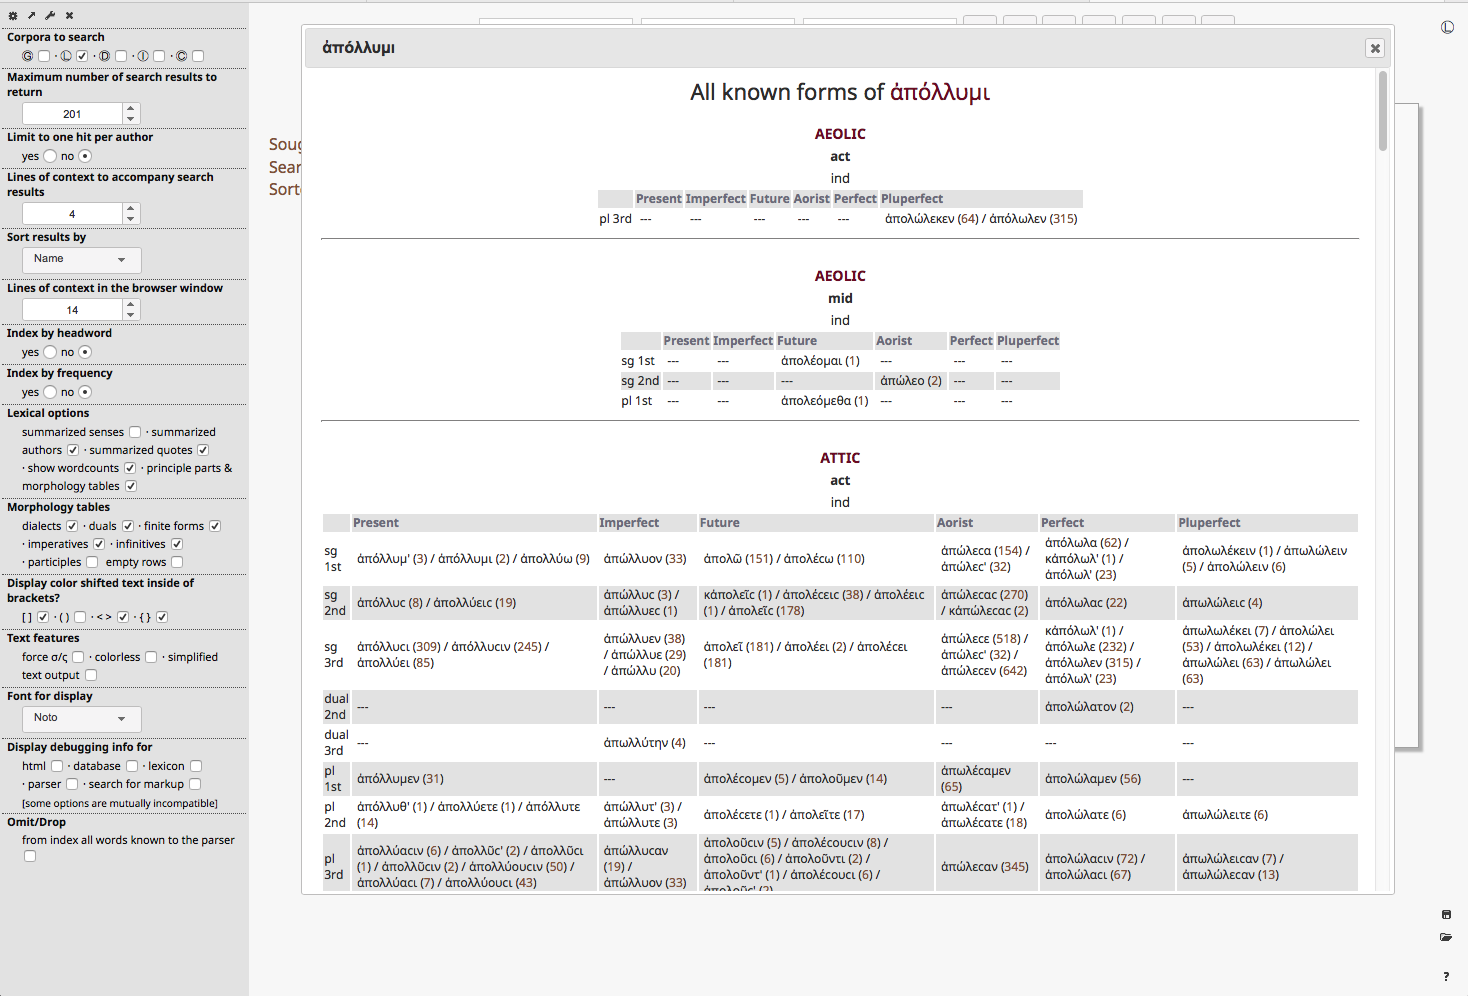 Corpora to search
Ⓖ · Ⓛ · Ⓓ · Ⓘ · Ⓒ
Maximum number of search results to
return
201
Limit to one hit per author
yes no
Lines of context to accompany search
results
4
Sort results by
Name
Lines of context in the browser window
14
Index by headword
yes no
Index by frequency
yes no
Lexical options
summarized senses · summarized
authors · summarized quotes
· show wordcounts · principle parts &
morphology tables
Morphology tables
dialects · duals · finite forms
· imperatives · infinitives
· participles empty rows
Display color shifted text inside of
brackets?
[ ] · ( ) · < > · { }
Text features
force σ/ς · colorless · simplified
text output
Font for display
Noto
Display debugging info for
html · database · lexicon
· parser · search for markup
[some options are mutually incompatible]
Omit/Drop
from index all words known to the parser
Sou
Sear
Sort
Ⓛ
?
ἀπόλλυμι
All known forms of ἀπόλλυμι
AEOLIC
act
ind
Present Imperfect Future Aorist Perfect Pluperfect
pl 3rd --- --- --- --- --- ἀπολώλεκεν (64) / ἀπόλωλεν (315)
AEOLIC
mid
ind
Present Imperfect Future Aorist Perfect Pluperfect
sg 1st --- --- ἀπολέομαι (1) --- --- ---
sg 2nd --- --- --- ἀπώλεο (2) --- ---
pl 1st --- --- ἀπολεόμεθα (1) --- --- ---
ATTIC
act
ind
Present Imperfect Future Aorist Perfect Pluperfect
sg 1st ἀπόλλυμ' (3) / ἀπόλλυμι (2) / ἀπολλύω (9) ἀπώλλυον (33) ἀπολῶ (151) / ἀπολέϲω (110) ἀπώλεϲα (154) / ἀπώλεϲ' (32) ἀπόλωλα (62) / κἀπόλωλ' (1) / ἀπόλωλ' (23) ἀπολωλέκειν (1) / ἀπωλώλειν (5) / ἀπολώλειν (6)
sg 2nd ἀπόλλυϲ (8) / ἀπολλύειϲ (19) ἀπώλλυϲ (3) / ἀπώλλυεϲ (1) κἀπολεῖϲ (1) / ἀπολέϲειϲ (38) / ἀπολέειϲ (1) / ἀπολεῖϲ (178) ἀπώλεϲαϲ (270) / κἀπώλεϲαϲ (2) ἀπόλωλαϲ (22) ἀπωλώλειϲ (4)
sg 3rd ἀπόλλυϲι (309) / ἀπόλλυϲιν (245) / ἀπολλύει (85) ἀπώλλυεν (38) / ἀπώλλυε (29) / ἀπώλλυ (20) ἀπολεῖ (181) / ἀπολέει (2) / ἀπολέϲει (181) ἀπώλεϲε (518) / ἀπώλεϲ' (32) / ἀπώλεϲεν (642) κἀπόλωλ' (1) / ἀπόλωλε (232) / ἀπόλωλεν (315) / ἀπόλωλ' (23) ἀπωλωλέκει (7) / ἀπολώλει (53) / ἀπολωλέκει (12) / ἀπωλώλει (63) / ἀπωλώλει (63)
dual 2nd --- --- --- --- ἀπολώλατον (2) ---
dual 3rd --- ἀπωλλύτην (4) --- --- --- ---
pl 1st ἀπόλλυμεν (31) --- ἀπολέϲομεν (5) / ἀπολοῦμεν (14) ἀπωλέϲαμεν (65) ἀπολώλαμεν (56) ---
pl 2nd ἀπόλλυθ' (1) / ἀπολλύετε (1) / ἀπόλλυτε (14) ἀπώλλυτ' (3) / ἀπώλλυτε (3) ἀπολέϲετε (1) / ἀπολεῖτε (17) ἀπωλέϲατ' (1) / ἀπωλέϲατε (18) ἀπολώλατε (6) ἀπωλώλειτε (6)
pl 3rd ἀπολλύαϲιν (6) / ἀπολλῦϲ' (2) / ἀπολλῦϲι (1) / ἀπολλῦϲιν (2) / ἀπολλύουϲιν (50) / ἀπολλύαϲι (7) / ἀπολλύουϲι (43) ἀπώλλυϲαν (19) / ἀπώλλυον (33) ἀπολοῦϲιν (5) / ἀπολέϲουϲιν (8) / ἀπολοῦϲι (6) / ἀπολοῦντι (2) / ἀπολοῦντ' (1) / ἀπολέϲουϲι (6) / ἀπώλεϲαν (345) ἀπολώλαϲιν (72) / ἀπολώλαϲι (67) ἀπωλώλειϲαν (7) / ἀπωλώλεϲαν (13)